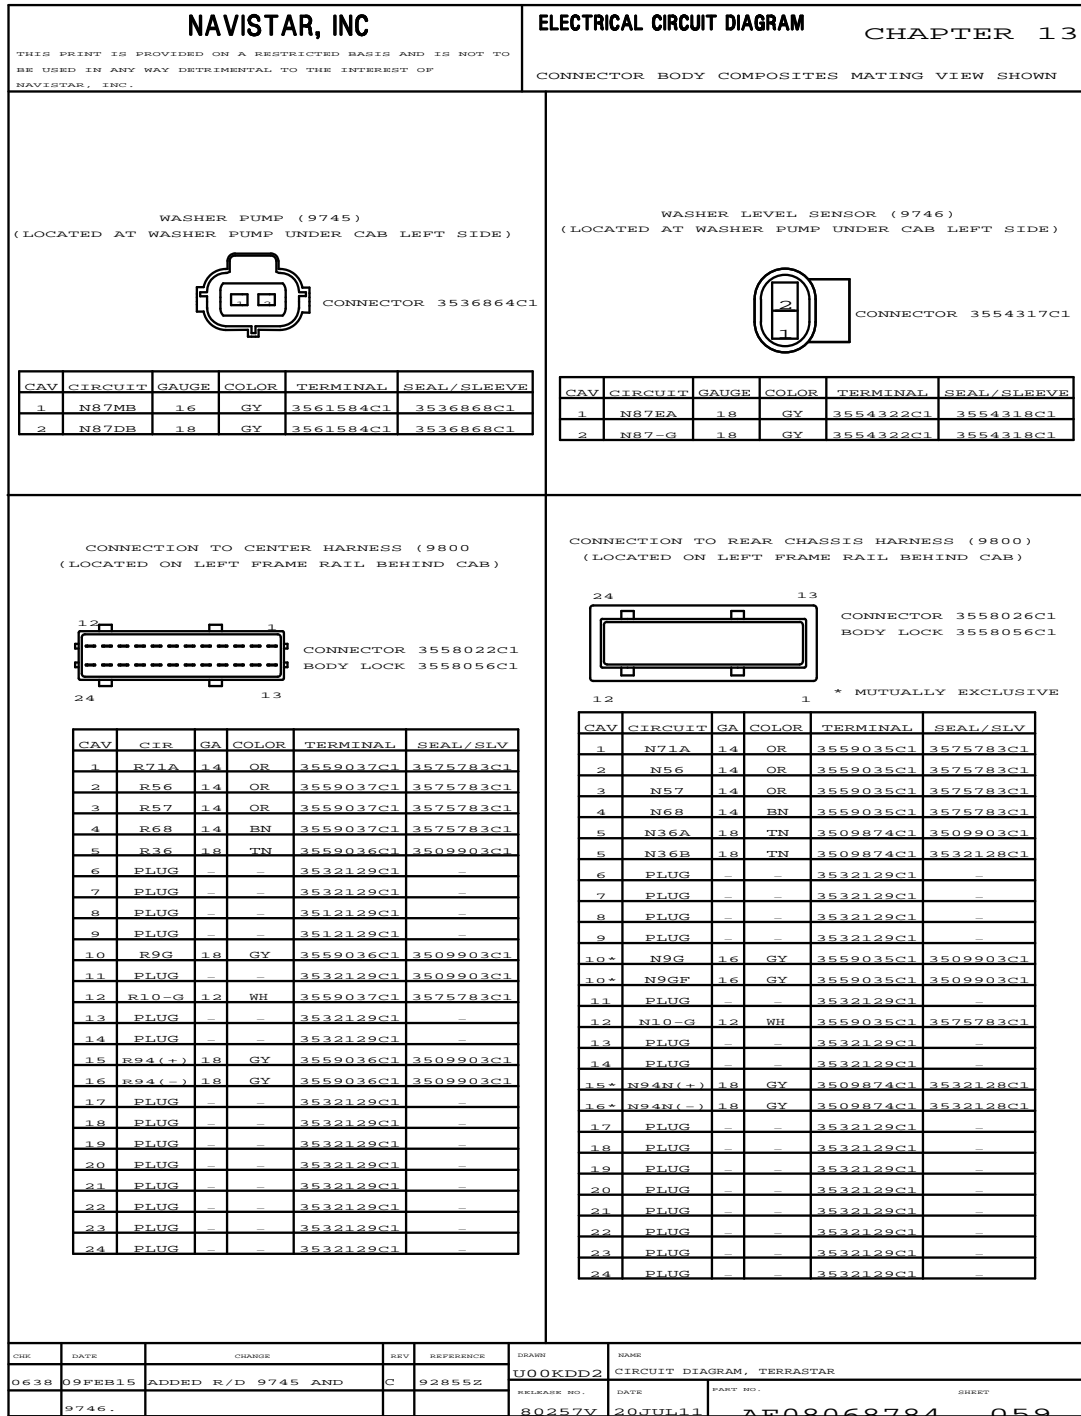 NAVISTAR, INC
THIS PRINT IS PROVIDED ON A RESTRICTED BASIS AND IS NOT TO
BE USED IN ANY WAY DETRIMENTAL TO THE INTEREST OF
NAVISTAR, INC.
ELECTRICAL CIRCUIT DIAGRAM CHAPTER 13
CONNECTOR BODY COMPOSITES MATING VIEW SHOWN
WASHER PUMP (9745)
(LOCATED AT WASHER PUMP UNDER CAB LEFT SIDE)
1 2
CONNECTOR 3536864C1
CAV CIRCUIT GAUGE COLOR TERMINAL SEAL/SLEEVE
1 N87MB 16 GY 3561584C1 3536868C1
2 N87DB 18 GY 3561584C1 3536868C1
WASHER LEVEL SENSOR (9746)
(LOCATED AT WASHER PUMP UNDER CAB LEFT SIDE)
2
1
CONNECTOR 3554317C1
CAV CIRCUIT GAUGE COLOR TERMINAL SEAL/SLEEVE
1 N87EA 18 GY 3554322C1 3554318C1
2 N87-G 18 GY 3554322C1 3554318C1
CONNECTION TO CENTER HARNESS (9800
(LOCATED ON LEFT FRAME RAIL BEHIND CAB)
12 1
CONNECTOR 3558022C1
BODY LOCK 3558056C1
24 13
CAV CIR GA COLOR TERMINAL SEAL/SLV
1 R71A 14 OR 3559037C1 3575783C1
2 R56 14 OR 3559037C1 3575783C1
3 R57 14 OR 3559037C1 3575783C1
4 R68 14 BN 3559037C1 3575783C1
5 R36 18 TN 3559036C1 3509903C1
6 PLUG - - 3532129C1 -
7 PLUG - - 3532129C1 -
8 PLUG - - 3512129C1 -
9 PLUG - - 3512129C1 -
10 R9G 18 GY 3559036C1 3509903C1
11 PLUG - - 3532129C1 3509903C1
12 R10-G 12 WH 3559037C1 3575783C1
13 PLUG - - 3532129C1 -
14 PLUG - - 3532129C1 -
15 R94(+) 18 GY 3559036C1 3509903C1
16 R94(-) 18 GY 3559036C1 3509903C1
17 PLUG - - 3532129C1 -
18 PLUG - - 3532129C1 -
19 PLUG - - 3532129C1 -
20 PLUG - - 3532129C1 -
21 PLUG - - 3532129C1 -
22 PLUG - - 3532129C1 -
23 PLUG - - 3532129C1 -
24 PLUG - - 3532129C1 -
CONNECTION TO REAR CHASSIS HARNESS (9800)
(LOCATED ON LEFT FRAME RAIL BEHIND CAB)
24 13
CONNECTOR 3558026C1
BODY LOCK 3558056C1
12 1
* MUTUALLY EXCLUSIVE
CAV CIRCUIT GA COLOR TERMINAL SEAL/SLV
1 N71A 14 OR 3559035C1 3575783C1
2 N56 14 OR 3559035C1 3575783C1
3 N57 14 OR 3559035C1 3575783C1
4 N68 14 BN 3559035C1 3575783C1
5 N36A 18 TN 3509874C1 3509903C1
5 N36B 18 TN 3509874C1 3532128C1
6 PLUG - - 3532129C1 -
7 PLUG - - 3532129C1 -
8 PLUG - - 3532129C1 -
9 PLUG - - 3532129C1 -
10* N9G 16 GY 3559035C1 3509903C1
10* N9GF 16 GY 3559035C1 3509903C1
11 PLUG - - 3532129C1 -
12 N10-G 12 WH 3559035C1 3575783C1
13 PLUG - - 3532129C1 -
14 PLUG - - 3532129C1 -
15* N94N(+) 18 GY 3509874C1 3532128C1
16* N94N(-) 18 GY 3509874C1 3532128C1
17 PLUG - - 3532129C1 -
18 PLUG - - 3532129C1 -
19 PLUG - - 3532129C1 -
20 PLUG - - 3532129C1 -
21 PLUG - - 3532129C1 -
22 PLUG - - 3532129C1 -
23 PLUG - - 3532129C1 -
24 PLUG - - 3532129C1 -
CHK DATE CHANGE REV REFERENCE
0638 09FEB15 ADDED R/D 9745 AND C 92855Z
9746.
DRAWN NAME
U00KDD2 CIRCUIT DIAGRAM, TERRASTAR
RELEASE NO. DATE PART NO. SHEET
80257V 20JUL11 AE08068784 059